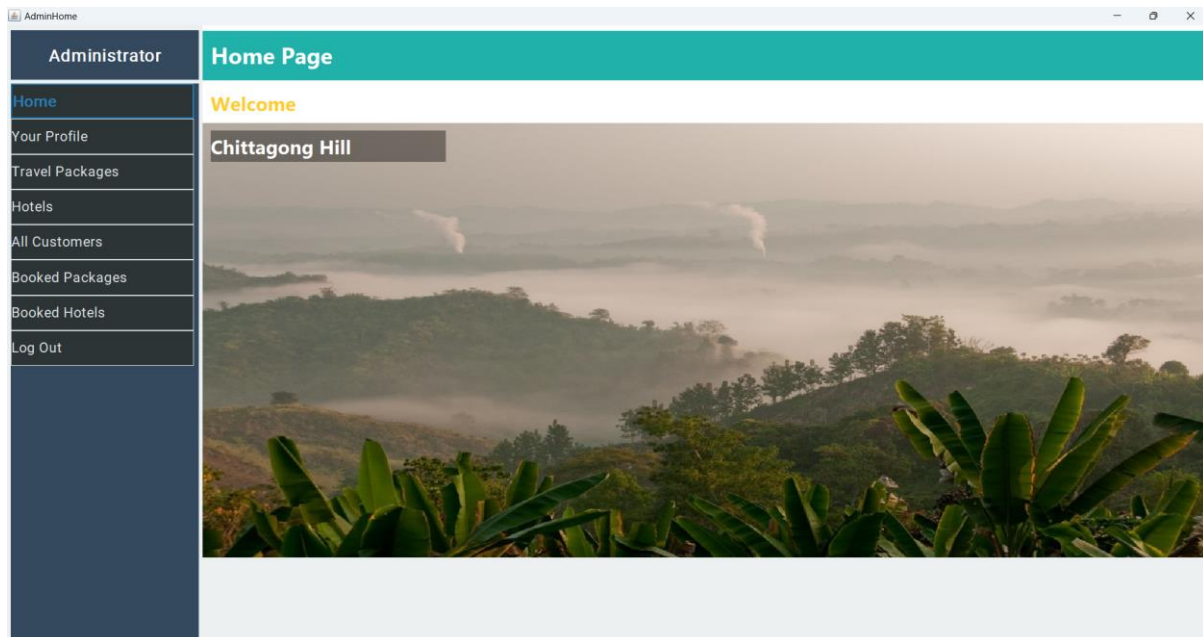 AdminHome
Administrator
Home Page
Home
Your Profile
Travel Packages
Hotels
All Customers
Booked Packages
Booked Hotels
Log Out
Welcome
Chittagong Hill